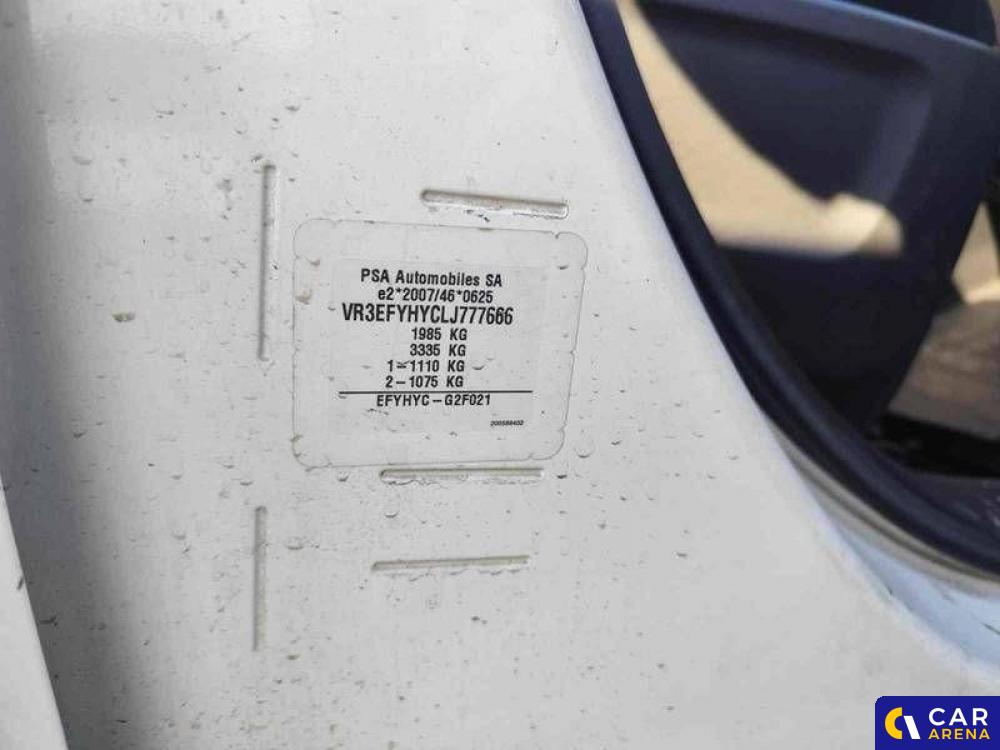 PSA Automobiles SA
e2*2007/46*0625
VR3EFYHYCLJ777666
1985 KG
3335 KG
1-1110 KG
2-1075 KG
EFYHYC-G2F021
CAR
ARENA